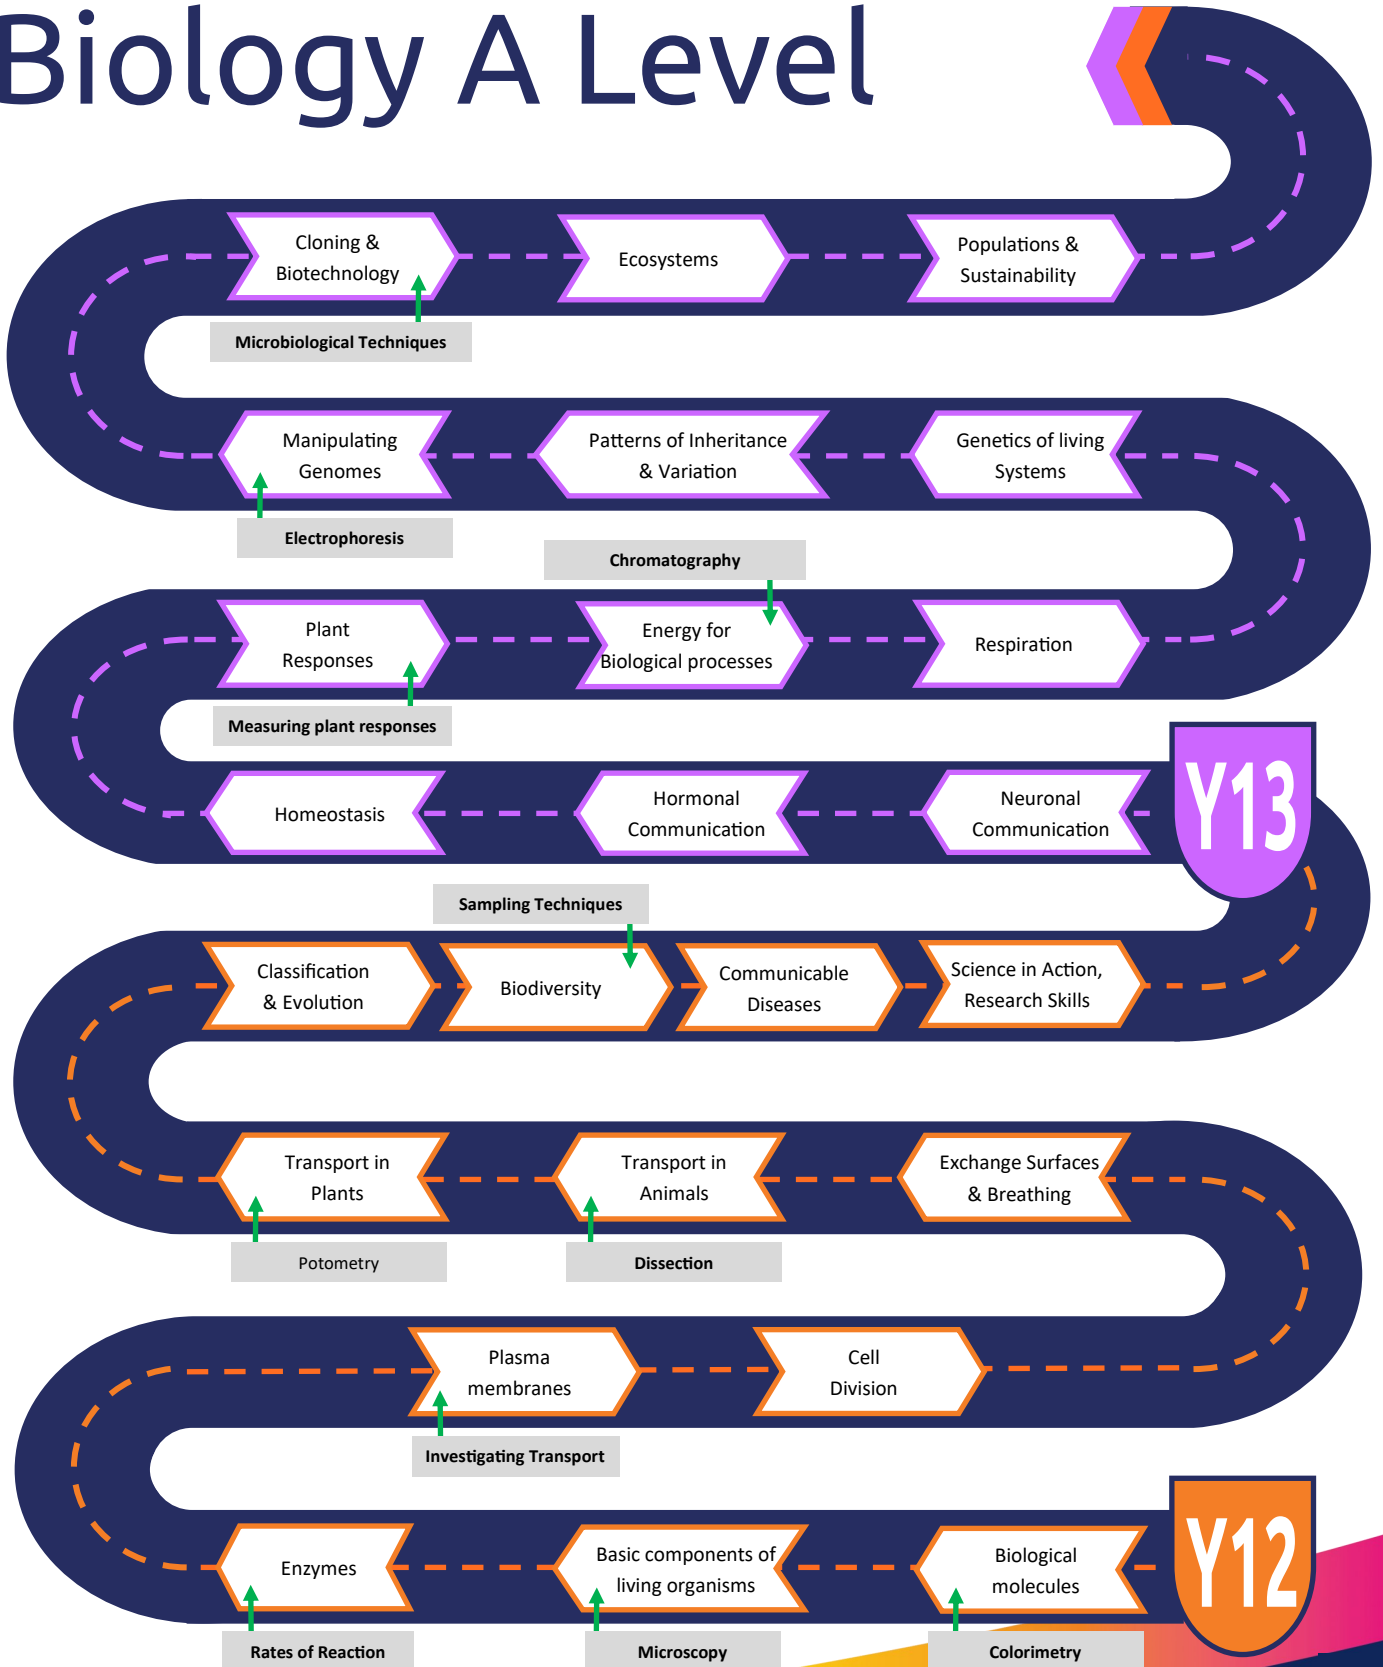 Biology A Level
Cloning &
Biotechnology
Ecosystems
Populations &
Sustainability
Microbiological Techniques
Manipulating
Genomes
Patterns of Inheritance
& Variation
Genetics of living
Systems
Electrophoresis
Chromatography
Plant
Responses
Energy for
Biological processes
Respiration
Measuring plant responses
Homeostasis
Hormonal
Communication
Neuronal
Communication
Y13
Sampling Techniques
Classification
& Evolution
Biodiversity
Communicable
Diseases
Science in Action,
Research Skills
Transport in
Plants
Transport in
Animals
Exchange Surfaces
& Breathing
Potometry
Dissection
Plasma
membranes
Cell
Division
Investigating Transport
Enzymes
Basic components of
living organisms
Biological
molecules
Y12
Rates of Reaction
Microscopy
Colorimetry